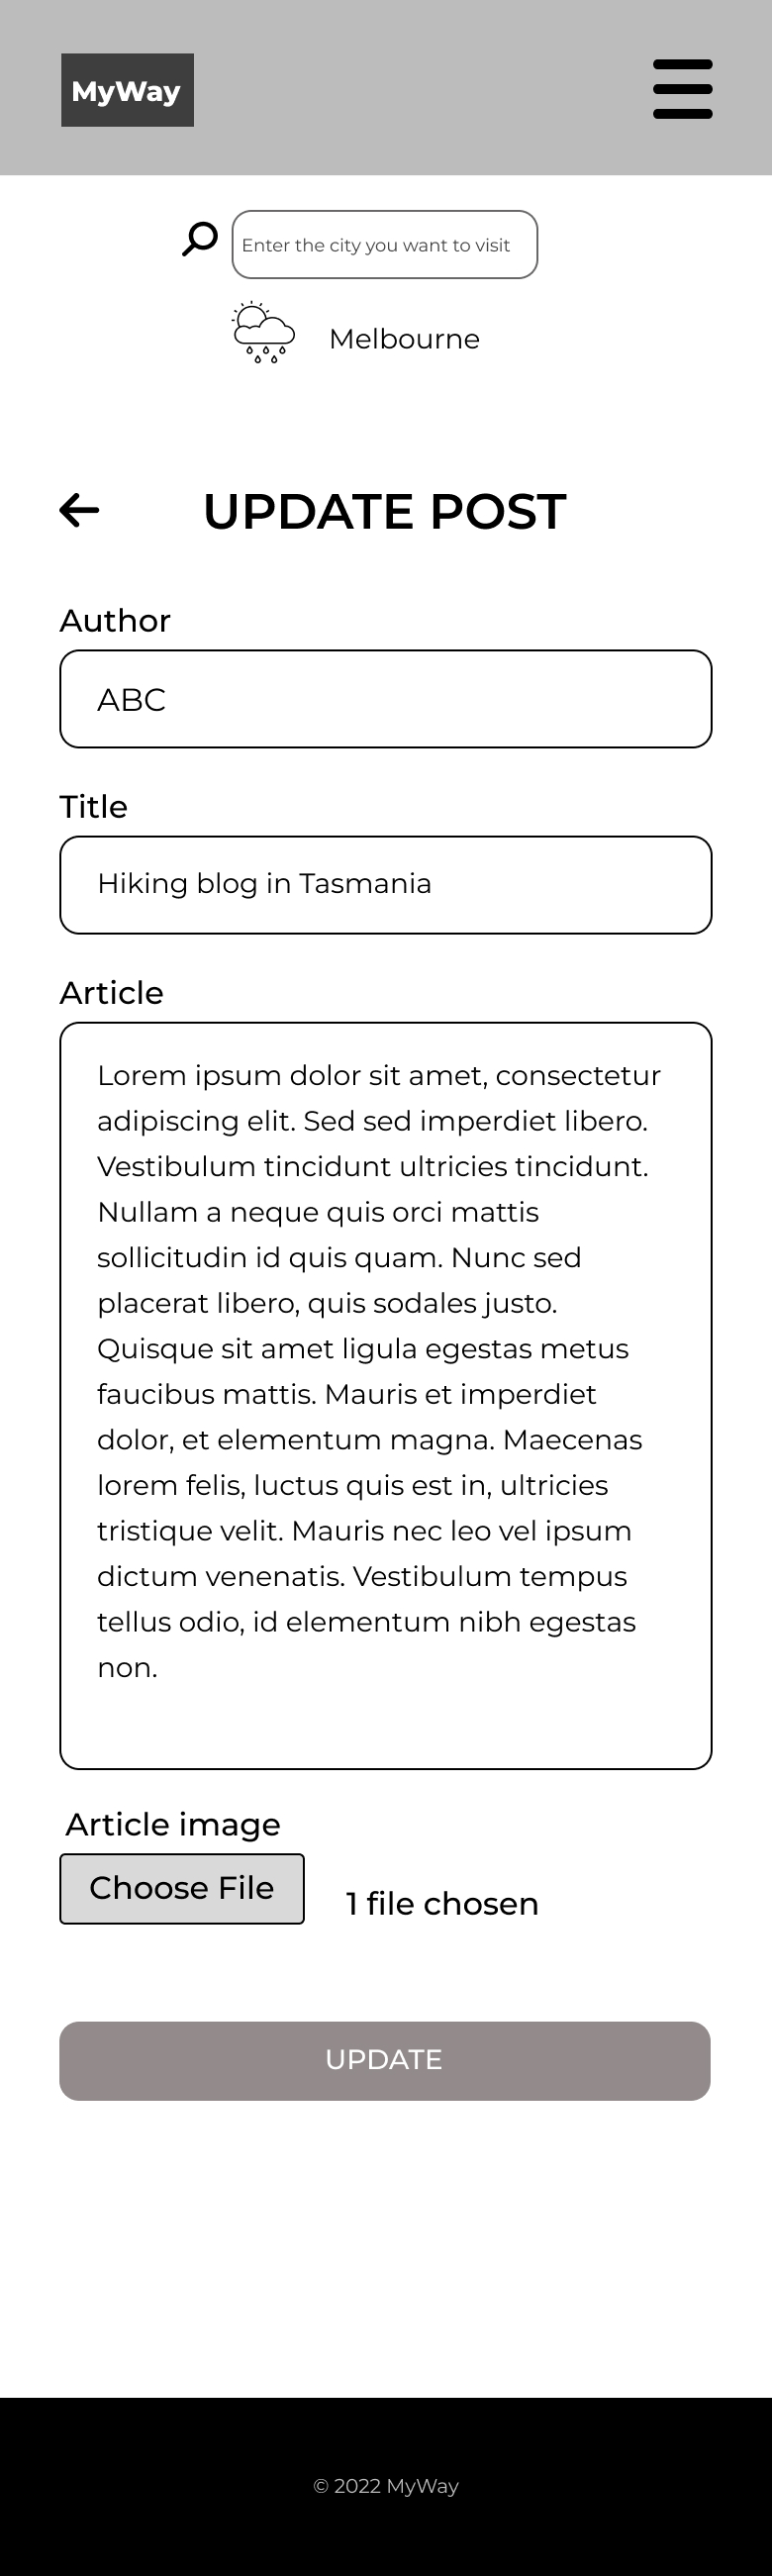 MyWay
Enter the city you want to visit
Melbourne
UPDATE POST
Author
ABC
Title
Hiking blog in Tasmania
Article
Lorem ipsum dolor sit amet, consectetur
adipiscing elit. Sed sed imperdiet libero.
Vestibulum tincidunt ultricies tincidunt.
Nullam a neque quis orci mattis
sollicitudin id quis quam. Nunc sed
placerat libero, quis sodales justo.
Quisque sit amet ligula egestas metus
faucibus mattis. Mauris et imperdiet
dolor, et elementum magna. Maecenas
lorem felis, luctus quis est in, ultricies
tristique velit. Mauris nec leo vel ipsum
dictum venenatis. Vestibulum tempus
tellus odio, id elementum nibh egestas
non.
Article image
Choose File
1 file chosen
UPDATE
© 2022 MyWay